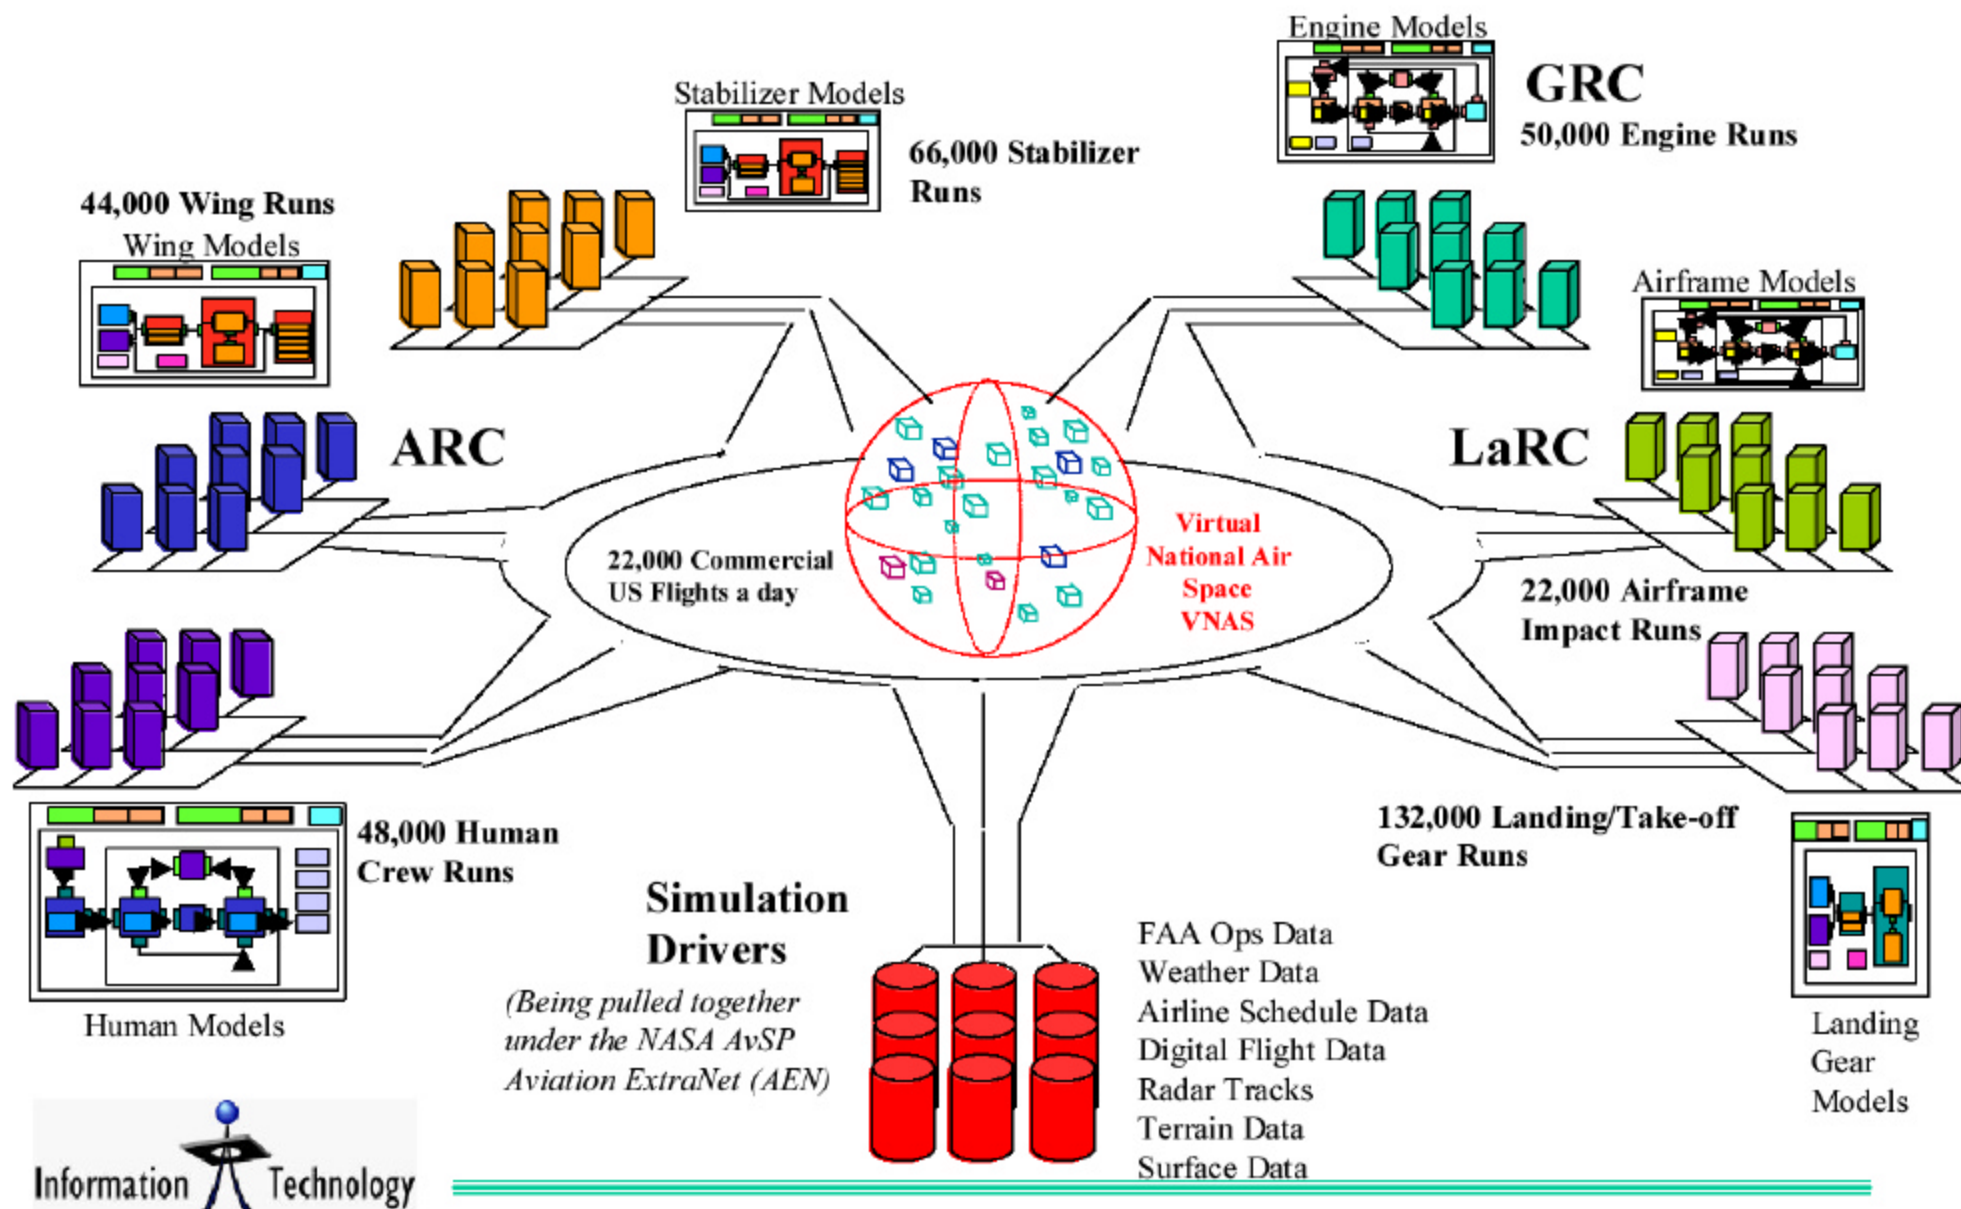 Engine Models
GRC
50,000 Engine Runs
Stabilizer Models
66,000 Stabilizer
Runs
44,000 Wing Runs
Wing Models
Airframe Models
ARC
LaRC
22,000 Commercial
US Flights a day
Virtual
National Air
Space
VNAS
22,000 Airframe
Impact Runs
48,000 Human
Crew Runs
Human Models
132,000 Landing/Take-off
Gear Runs
Landing
Gear
Models
Simulation
Drivers
(Being pulled together
under the NASA AvSP
Aviation ExtraNet (AEN)
FAA Ops Data
Weather Data
Airline Schedule Data
Digital Flight Data
Radar Tracks
Terrain Data
Surface Data
Information Technology